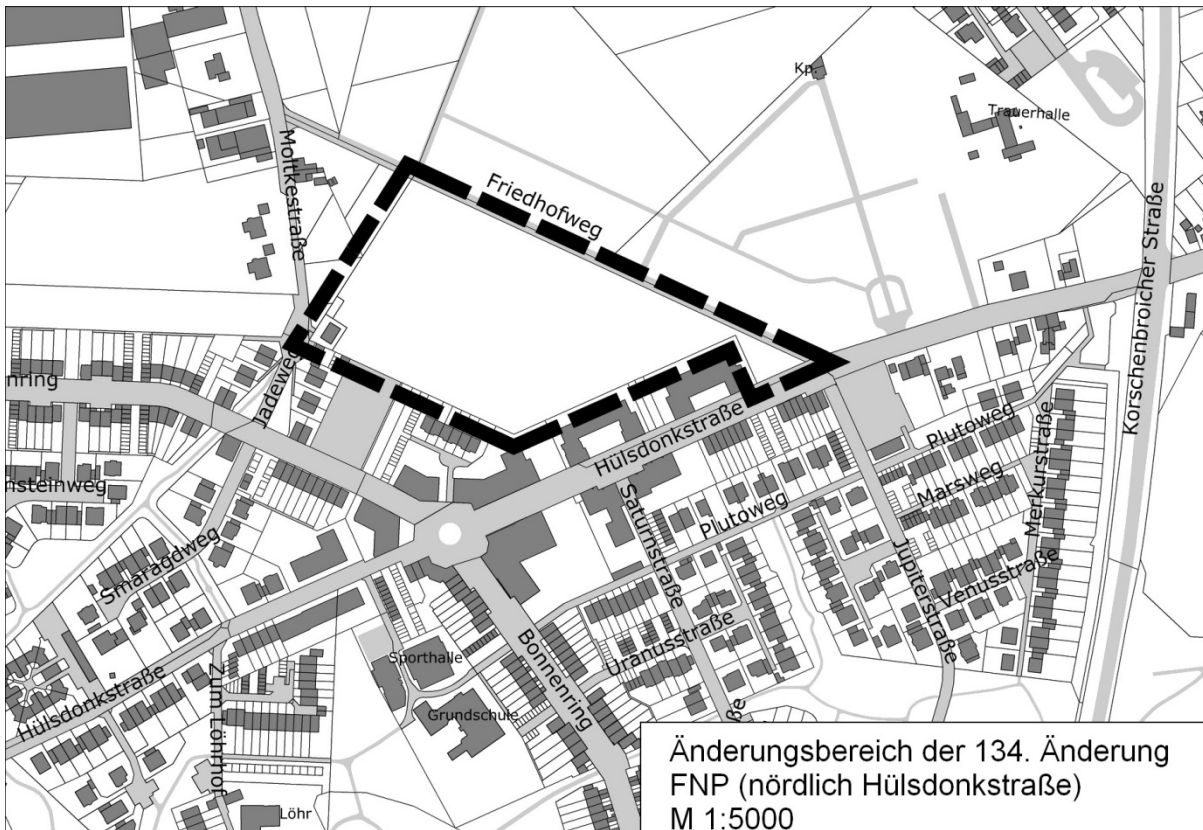 Kp.
Trauerhalle
Moltkestraße
Friedhofweg
Korschenbroicher Straße
nring
Jadeweg
Hülsdonkstraße
Plutoweg
Marsweg
Merkurstraße
nsteinweg
Saturnstraße
Plutoweg
Smaragdweg
Jupiterstraße
Venusstraße
Uranusstraße
Bonnenring
Sporthalle
Grundschule
Hülsdonkstraße
Zum Löhrhof
Löhr
Änderungsbereich der 134. Änderung
FNP (nördlich Hülsdonkstraße)
M 1:5000